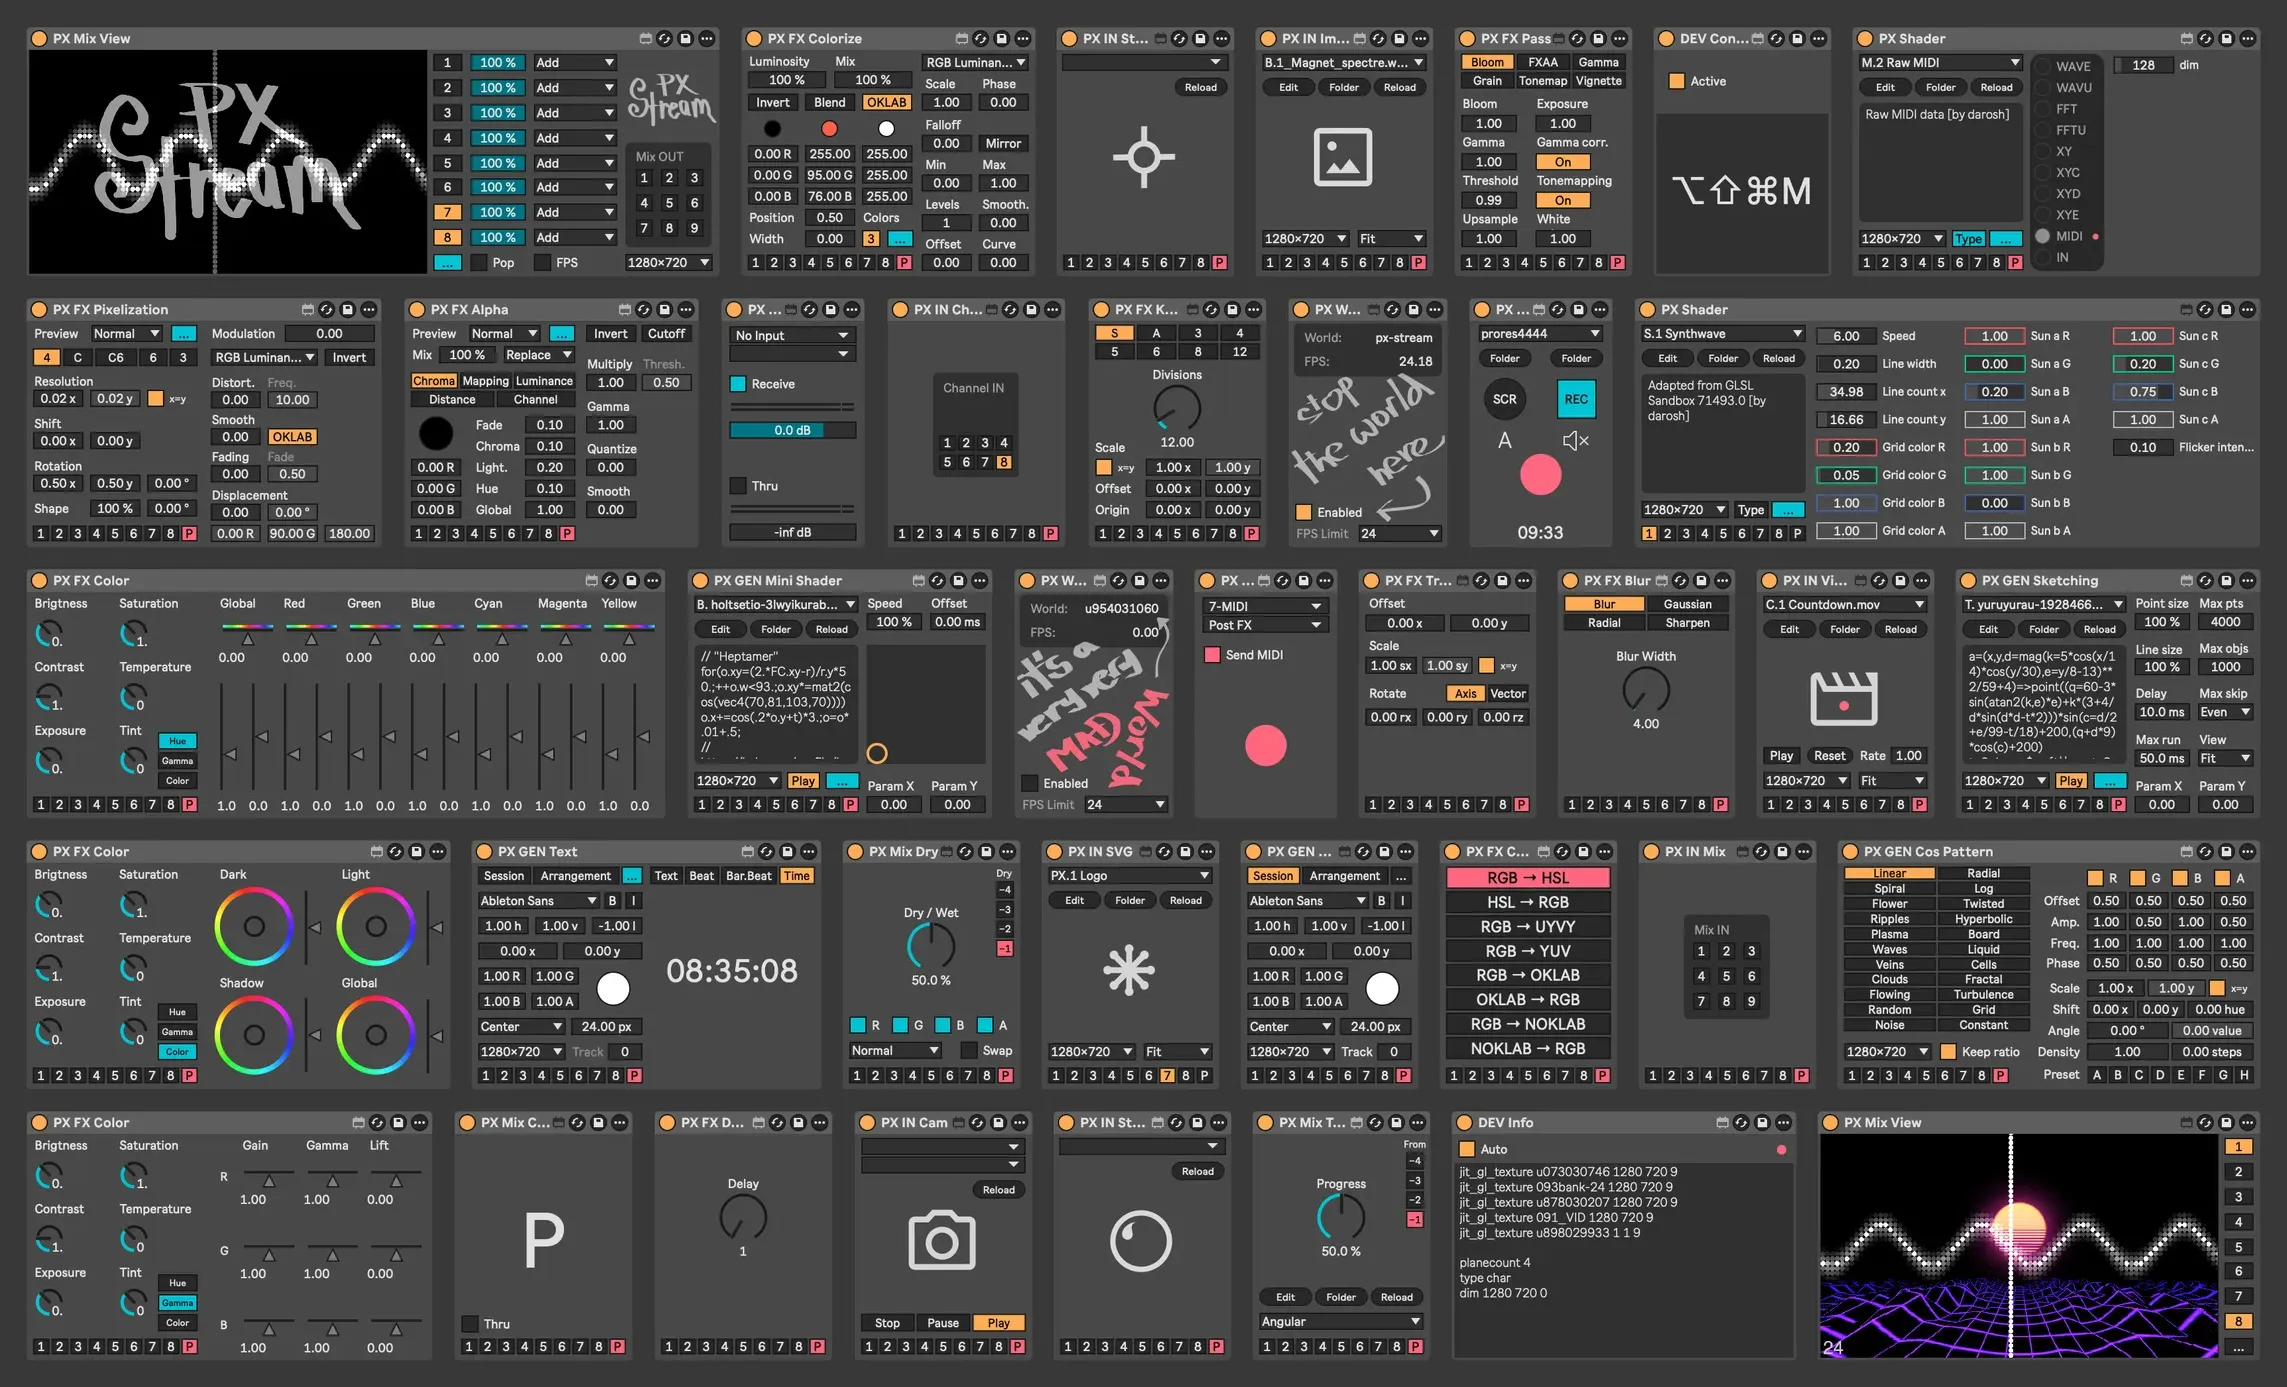 PX Mix View
1 100 % Add
2 100 % Add
3 100 % Add
4 100 % Add
5 100 % Add
6 100 % Add
7 100 % Add
8 100 % Add
... Pop FPS 1280×720
PX
Stream
PX
Stream
Mix OUT
1 2 3
4 5 6
7 8 9
PX FX Colorize
Luminosity Mix RGB Luminan...
100 % 100 % Scale Phase
Invert Blend OKLAB 1.00 0.00
Falloff
0.00 R 255.00 255.00 0.00 Mirror
0.00 G 95.00 G 255.00 Min Max
0.00 B 76.00 B 255.00 0.00 1.00
Position 0.50 Colors Levels Smooth.
Width 0.00 3 ... 1 0.00
Offset Curve
1 2 3 4 5 6 7 8 P 0.00 0.00
PX IN St...
Reload
1 2 3 4 5 6 7 8 P
PX IN Im...
B.1_Magnet_spectre.w...
Edit Folder Reload
1280×720 Fit
1 2 3 4 5 6 7 8 P
PX FX Pass
Bloom FXAA Gamma
Grain Tonemap Vignette
Bloom Exposure
1.00 1.00
Gamma Gamma corr.
1.00 On
Threshold Tonemapping
0.99 On
Upsample White
1.00 1.00
1 2 3 4 5 6 7 8 P
DEV Con...
Active
⌥⇧⌘M
PX Shader
M.2 Raw MIDI
Edit Folder Reload
Raw MIDI data [by darosh]
1280×720 Type ...
1 2 3 4 5 6 7 8 P
WAVE
WAVU
FFT
FFTU
XY
XYC
XYD
XYE
MIDI
IN
128 dim
PX FX Pixelization
Preview Normal ... Modulation 0.00
4 C C6 6 3 RGB Luminan... Invert
Resolution Distort. Freq.
0.02 x 0.02 y x=y 0.00 10.00
Shift Smooth
0.00 x 0.00 y 0.00 OKLAB
Rotation Fading Fade
0.50 x 0.50 y 0.00 ° 0.00 0.50
Displacement
Shape 100 % 0.00 ° 0.00 0.00 °
1 2 3 4 5 6 7 8 P 0.00 R 90.00 G 180.00
PX FX Alpha
Preview Normal ... Invert Cutoff
Mix 100 % Replace Multiply Thresh.
Chroma Mapping Luminance 1.00 0.50
Distance Channel Gamma
Fade 0.10 1.00
Chroma 0.10 Quantize
0.00 R Light. 0.20 0.00
0.00 G Hue 0.10 Smooth
0.00 B Global 1.00 0.00
1 2 3 4 5 6 7 8 P
PX ...
No Input
Receive
0.0 dB
Thru
-inf dB
PX IN Ch...
Channel IN
1 2 3 4
5 6 7 8
1 2 3 4 5 6 7 8 P
PX FX K...
S A 3 4
5 6 8 12
Divisions
12.00
Scale
x=y 1.00 x 1.00 y
Offset 0.00 x 0.00 y
Origin 0.00 x 0.00 y
1 2 3 4 5 6 7 8 P
PX W...
World: px-stream
FPS: 24.18
stop
the world
here
Enabled
FPS Limit 24
PX ...
prores4444
Folder Folder
SCR REC
A
09:33
PX Shader
S.1 Synthwave
Edit Folder Reload
Adapted from GLSL
Sandbox 71493.0 [by
darosh]
1280×720 Type ...
1 2 3 4 5 6 7 8 P
6.00 Speed 1.00 Sun a R 1.00 Sun c R
0.20 Line width 0.00 Sun a G 0.20 Sun c G
34.98 Line count x 0.20 Sun a B 0.75 Sun c B
16.66 Line count y 1.00 Sun a A 1.00 Sun c A
0.20 Grid color R 1.00 Sun b R 0.10 Flicker inten...
0.05 Grid color G 1.00 Sun b G
1.00 Grid color B 0.00 Sun b B
1.00 Grid color A 1.00 Sun b A
PX FX Color
Brigtness Saturation Global Red Green Blue Cyan Magenta Yellow
0. 1.
0.00 0.00 0.00 0.00 0.00 0.00 0.00
Contrast Temperature
1. 0
Exposure Tint Hue
0. 0 Gamma
Color
1 2 3 4 5 6 7 8 P 1.0 0.0 1.0 0.0 1.0 0.0 1.0 0.0 1.0 0.0 1.0 0.0 1.0 0.0
PX GEN Mini Shader
B. holtsetio-3lwyikurab... Speed Offset
Edit Folder Reload 100 % 0.00 ms
// "Heptamer"
for(o.xy=(2.*FC.xy-r)/r.y*5
0.;++o.w<93.;o.xy*=mat2(c
os(vec4(70,81,103,70))))
o.x+=cos(.2*o.y+t)*3.;o=o*
.01+.5;
//
1280×720 Play ... Param X Param Y
1 2 3 4 5 6 7 8 P 0.00 0.00
PX W...
World: u954031060
FPS: 0.00
it's a
very very
MAD
World
Enabled
FPS Limit 24
PX ...
7-MIDI
Post FX
Send MIDI
PX FX Tr...
Offset
0.00 x 0.00 y
Scale
1.00 sx 1.00 sy x=y
Rotate Axis Vector
0.00 rx 0.00 ry 0.00 rz
1 2 3 4 5 6 7 8 P
PX FX Blur
Blur Gaussian
Radial Sharpen
Blur Width
4.00
1 2 3 4 5 6 7 8 P
PX IN Vi...
C.1 Countdown.mov
Edit Folder Reload
Play Reset Rate 1.00
1280×720 Fit
1 2 3 4 5 6 7 8 P
PX GEN Sketching
T. yuruyurau-1928466... Point size Max pts
Edit Folder Reload 100 % 4000
a=(x,y,d=mag(k=5*cos(x/1
4)*cos(y/30),e=y/8-13)**
2/59+4)=>point((q=60-3*
sin(atan2(k,e)*e)+k*(3+4/
d*sin(d*d-t*2)))*sin(c=d/2
+e/99-t/18)+200,(q+d*9)
*cos(c)+200)
Line size Max objs
100 % 1000
Delay Max skip
10.0 ms Even
Max run View
50.0 ms Fit
1280×720 Play ... Param X Param Y
1 2 3 4 5 6 7 8 P 0.00 0.00
PX FX Color
Brigtness Saturation Dark Light
0. 1.
Contrast Temperature
1. 0
Shadow Global
Exposure Tint Hue
0. 0 Gamma
Color
1 2 3 4 5 6 7 8 P
PX GEN Text
Session Arrangement ... Text Beat Bar.Beat Time
Ableton Sans B I
1.00 h 1.00 v -1.00 l
0.00 x 0.00 y
1.00 R 1.00 G
1.00 B 1.00 A
Center 24.00 px
1280×720 Track 0
1 2 3 4 5 6 7 8 P
08:35:08
PX Mix Dry
Dry
-4
-3
-2
-1
Dry / Wet
50.0 %
R G B A
Normal Swap
1 2 3 4 5 6 7 8 P
PX IN SVG
PX.1 Logo
Edit Folder Reload
1280×720 Fit
1 2 3 4 5 6 7 8 P
PX GEN ...
Session Arrangement ...
Ableton Sans B I
1.00 h 1.00 v -1.00 l
0.00 x 0.00 y
1.00 R 1.00 G
1.00 B 1.00 A
Center 24.00 px
1280×720 Track 0
1 2 3 4 5 6 7 8 P
PX FX C...
RGB → HSL
HSL → RGB
RGB → UYVY
RGB → YUV
RGB → OKLAB
OKLAB → RGB
RGB → NOKLAB
NOKLAB → RGB
1 2 3 4 5 6 7 8 P
PX IN Mix
Mix IN
1 2 3
4 5 6
7 8 9
1 2 3 4 5 6 7 8 P
PX GEN Cos Pattern
Linear Radial
Spiral Log
Flower Twisted
Ripples Hyperbolic
Plasma Board
Waves Liquid
Veins Cells
Clouds Fractal
Flowing Turbulence
Random Grid
Noise Constant
1280×720 Keep ratio
1 2 3 4 5 6 7 8 P
R G B A
Offset 0.50 0.50 0.50 0.50
Amp. 1.00 0.50 1.00 0.50
Freq. 1.00 1.00 1.00 1.00
Phase 0.50 0.50 0.50 0.50
Scale 1.00 x 1.00 y x=y
Shift 0.00 x 0.00 y 0.00 hue
Angle 0.00 ° 0.00 value
Density 1.00 0.00 steps
Preset A B C D E F G H
PX FX Color
Brigtness Saturation Gain Gamma Lift
0. 1. R
1.00 1.00 0.00
Contrast Temperature
1. 0 G
1.00 1.00 0.00
Exposure Tint Hue
0. 0 Gamma
Color B
1 2 3 4 5 6 7 8 P 1.00 1.00 0.00
PX Mix C...
P
Thru
1 2 3 4 5 6 7 8 P
PX FX D...
Delay
1
1 2 3 4 5 6 7 8 P
PX IN Cam
Reload
Stop Pause Play
1 2 3 4 5 6 7 8 P
PX IN St...
Reload
1 2 3 4 5 6 7 8 P
PX Mix T...
From
-4
-3
-2
-1
Progress
50.0 %
Edit Folder Reload
Angular
1 2 3 4 5 6 7 8 P
DEV Info
Auto
jit_gl_texture u073030746 1280 720 9
jit_gl_texture 093bank-24 1280 720 9
jit_gl_texture u878030207 1280 720 9
jit_gl_texture 091_VID 1280 720 9
jit_gl_texture u898029933 1 1 9
planecount 4
type char
dim 1280 720 0
PX Mix View
1
2
3
4
5
6
7
8
...
24